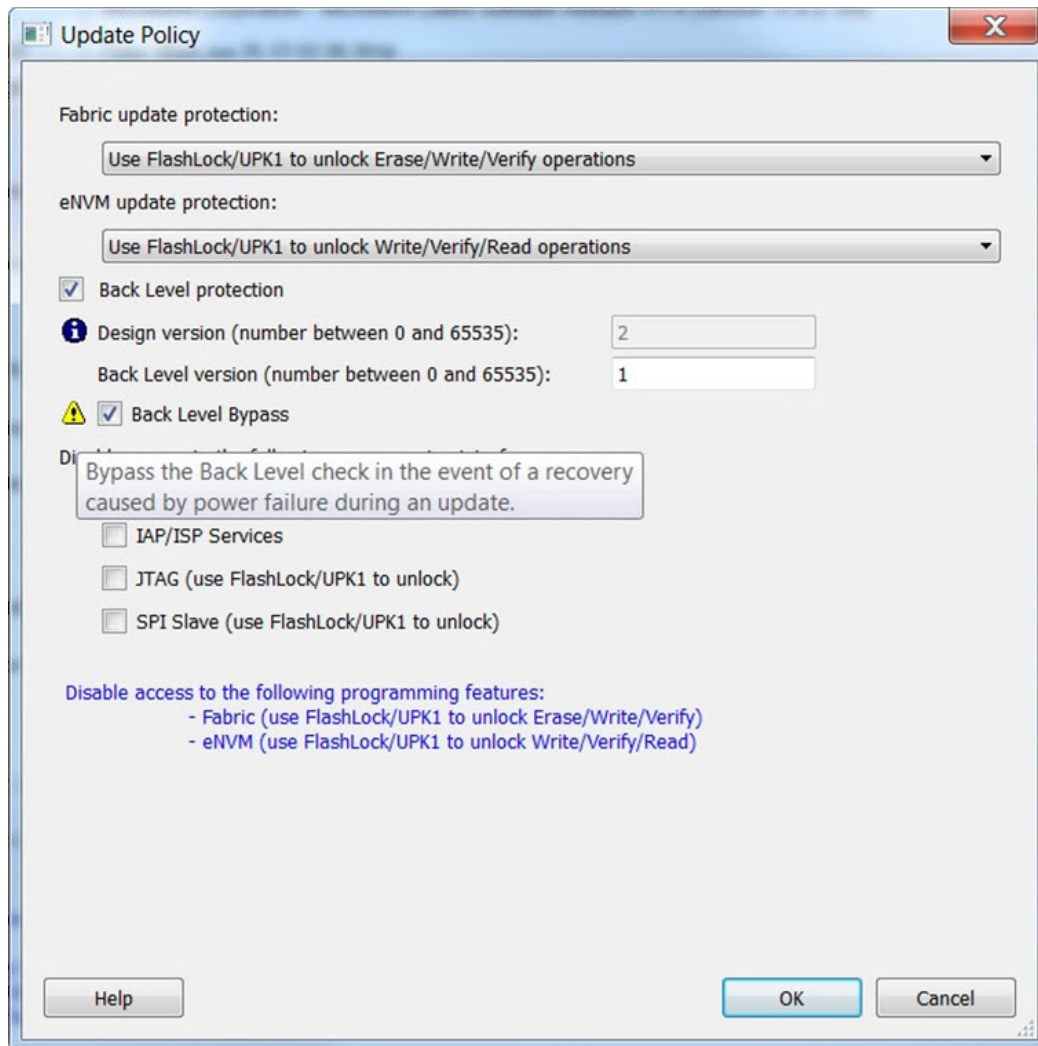 Update Policy
Fabric update protection:
Use FlashLock/UPK1 to unlock Erase/Write/Verify operations
eNVM update protection:
Use FlashLock/UPK1 to unlock Write/Verify/Read operations
Back Level protection
Design version (number between 0 and 65535): 2
Back Level version (number between 0 and 65535): 1
Back Level Bypass
Bypass the Back Level check in the event of a recovery
caused by power failure during an update.
IAP/ISP Services
JTAG (use FlashLock/UPK1 to unlock)
SPI Slave (use FlashLock/UPK1 to unlock)
Disable access to the following programming features:
- Fabric (use FlashLock/UPK1 to unlock Erase/Write/Verify)
- eNVM (use FlashLock/UPK1 to unlock Write/Verify/Read)
Help OK Cancel